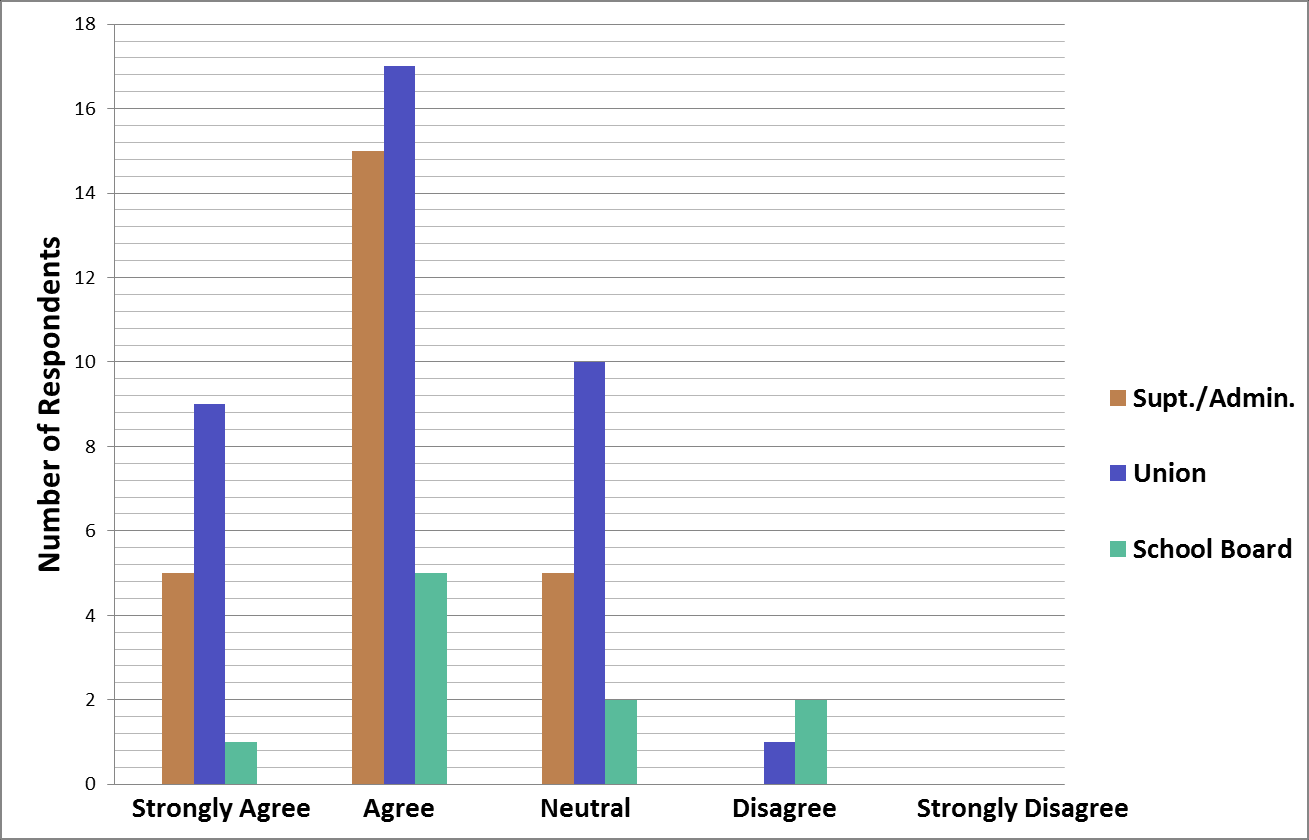 18
16
14
12
10
8
6
4
2
0
Number of Respondents
Strongly Agree
Agree
Neutral
Disagree
Strongly Disagree
Supt./Admin.
Union
School Board